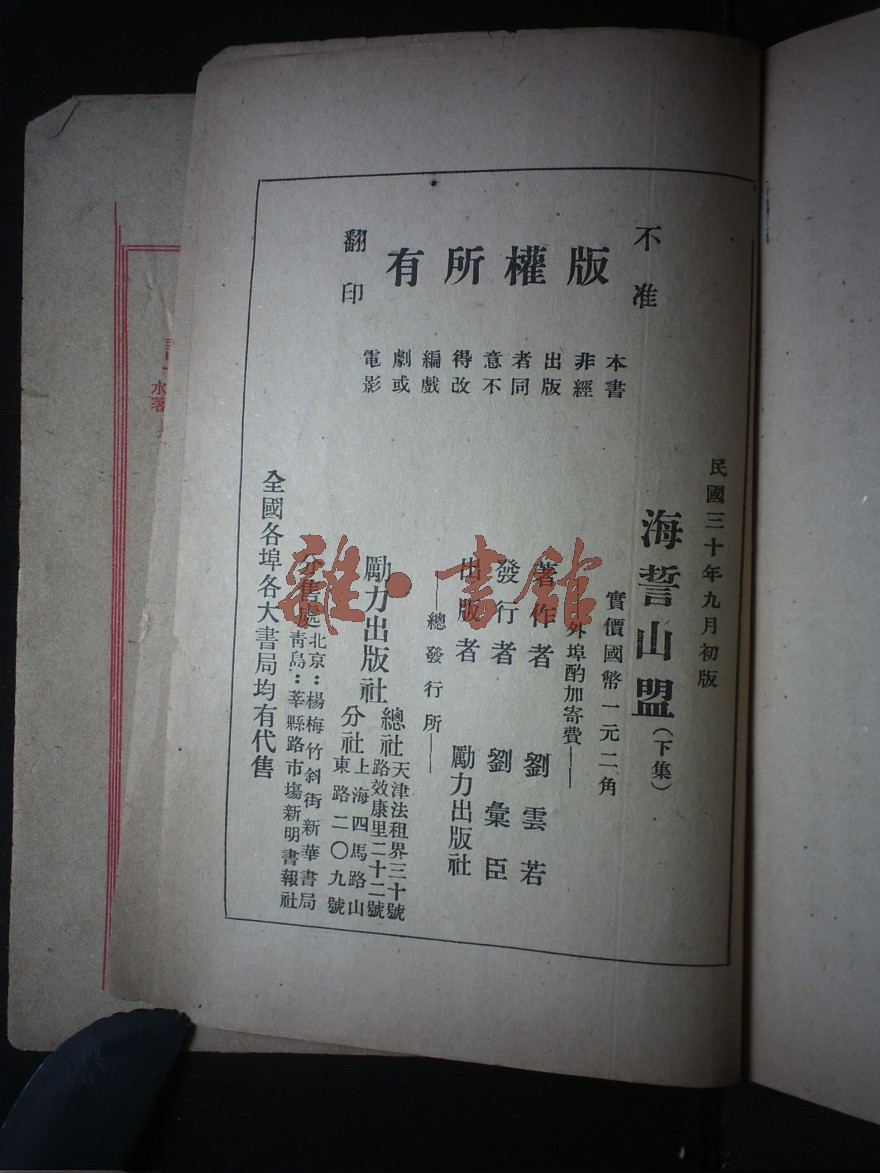 不准
版權所有
翻印
本書
非經
出版
者同
意不
得改
編戲
劇或
電影
民國三十年九月初版
海誓山盟（下集）
實價國幣一元二角
外埠酌加寄費
著作者 劉雲若
發行者 劉彙臣
出版者 勵力出版社
總發行所
勵力出版社
總社 天津法租界三十號
路效康里二十二號
分社 上海四馬路山
東路二〇九號
分售處
北京：楊梅竹斜街新華書局
青島：莘縣路市場新明書報社
全國各埠各大書局均有代售
雜·書館
水著